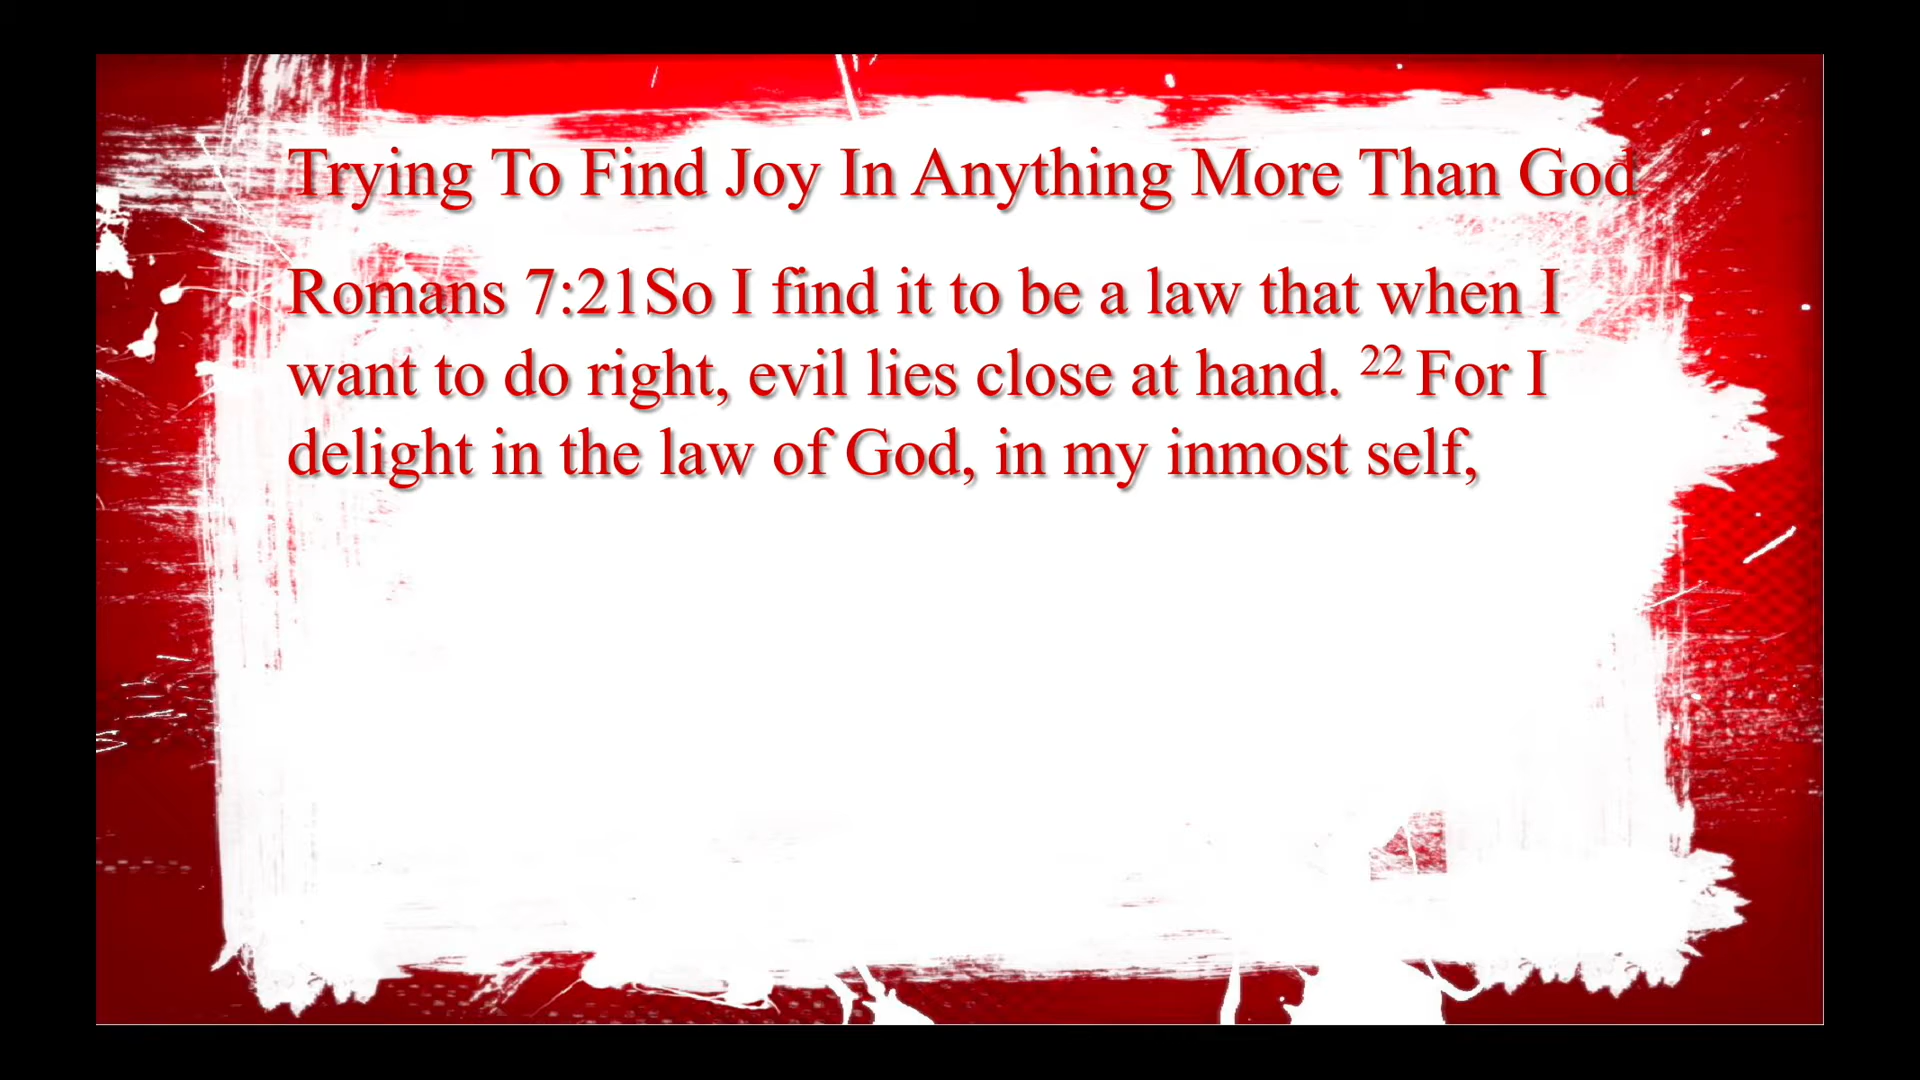 Trying To Find Joy In Anything More Than God
Romans 7:21So I find it to be a law that when I
want to do right, evil lies close at hand. 22 For I
delight in the law of God, in my inmost self,